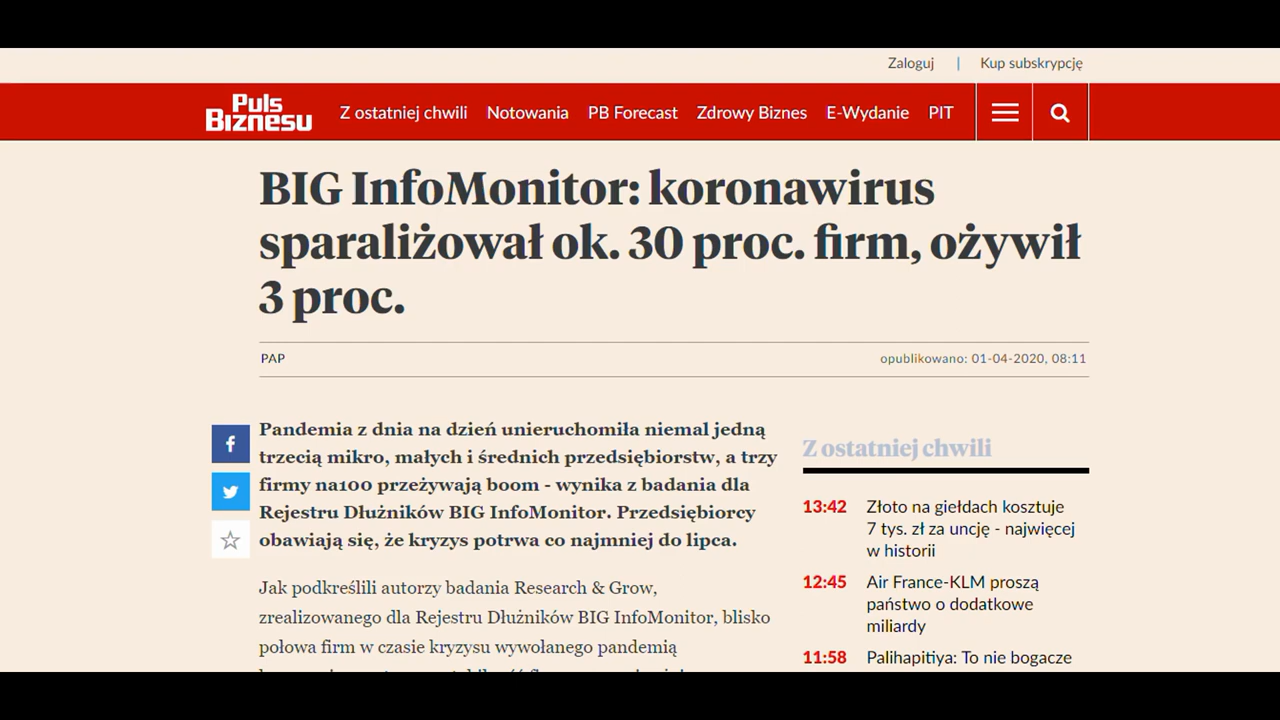 Zaloguj | Kup subskrypcję
Puls Biznesu
Z ostatniej chwili Notowania PB Forecast Zdrowy Biznes E-Wydanie PIT
BIG InfoMonitor: koronawirus
sparaliżował ok. 30 proc. firm, ożywił
3 proc.
PAP
opublikowano: 01-04-2020, 08:11
Pandemia z dnia na dzień unieruchomiła niemal jedną
trzecią mikro, małych i średnich przedsiębiorstw, a trzy
firmy na100 przeżywają boom - wynika z badania dla
Rejestru Dłużników BIG InfoMonitor. Przedsiębiorcy
obawiają się, że kryzys potrwa co najmniej do lipca.
Jak podkreślili autorzy badania Research & Grow,
zrealizowanego dla Rejestru Dłużników BIG InfoMonitor, blisko
połowa firm w czasie kryzysu wywołanego pandemią
Z ostatniej chwili
13:42 Złoto na giełdach kosztuje
7 tys. zł za uncję - najwięcej
w historii
12:45 Air France-KLM proszą
państwo o dodatkowe
miliardy
11:58 Palihapitiya: To nie bogacze